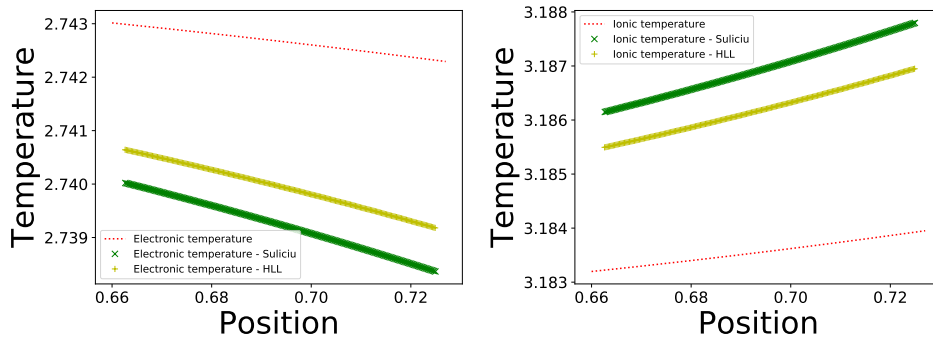 2.743
2.742
2.741
2.740
2.739
Temperature
Electronic temperature
Electronic temperature - Suliciu
Electronic temperature - HLL
0.66
0.68
0.70
0.72
Position
3.188
3.187
3.186
3.185
3.184
3.183
Temperature
Ionic temperature
Ionic temperature - Suliciu
Ionic temperature - HLL
0.66
0.68
0.70
0.72
Position